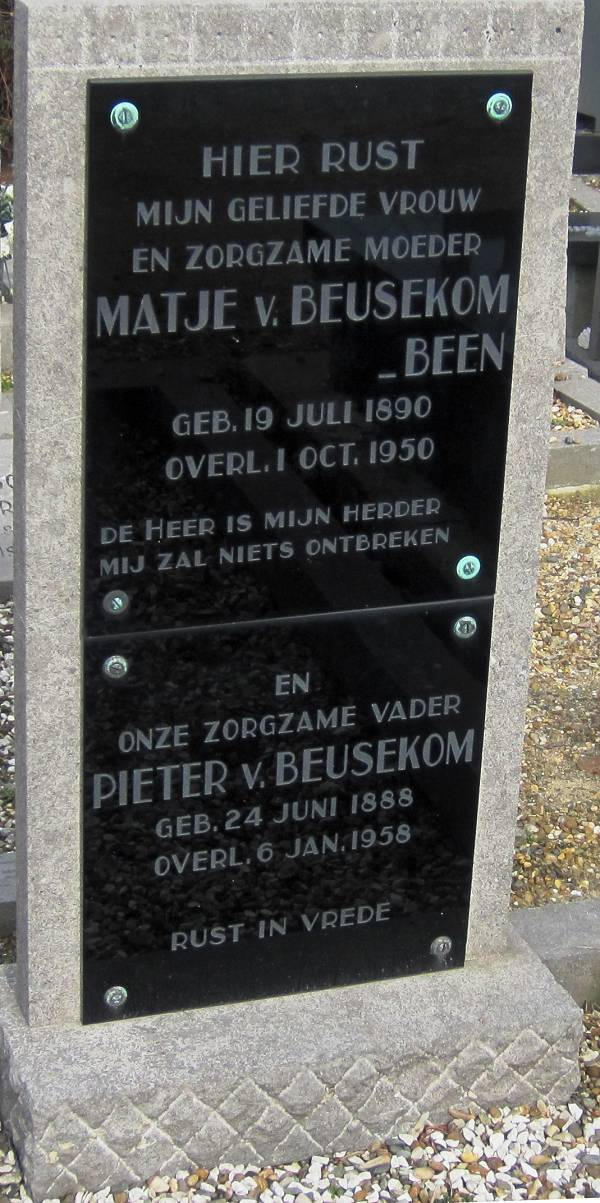 HIER RUST
MIJN GELIEFDE VROUW
EN ZORGZAME MOEDER
MATJE v. BEUSEKOM
_BEEN
GEB. 19 JULI 1890
OVERL. 1 OCT. 1950
DE HEER IS MIJN HERDER
MIJ ZAL NIETS ONTBREKEN
EN
ONZE ZORGZAME VADER
PIETER v. BEUSEKOM
GEB. 24 JUNI 1888
OVERL. 6 JAN. 1958
RUST IN VREDE